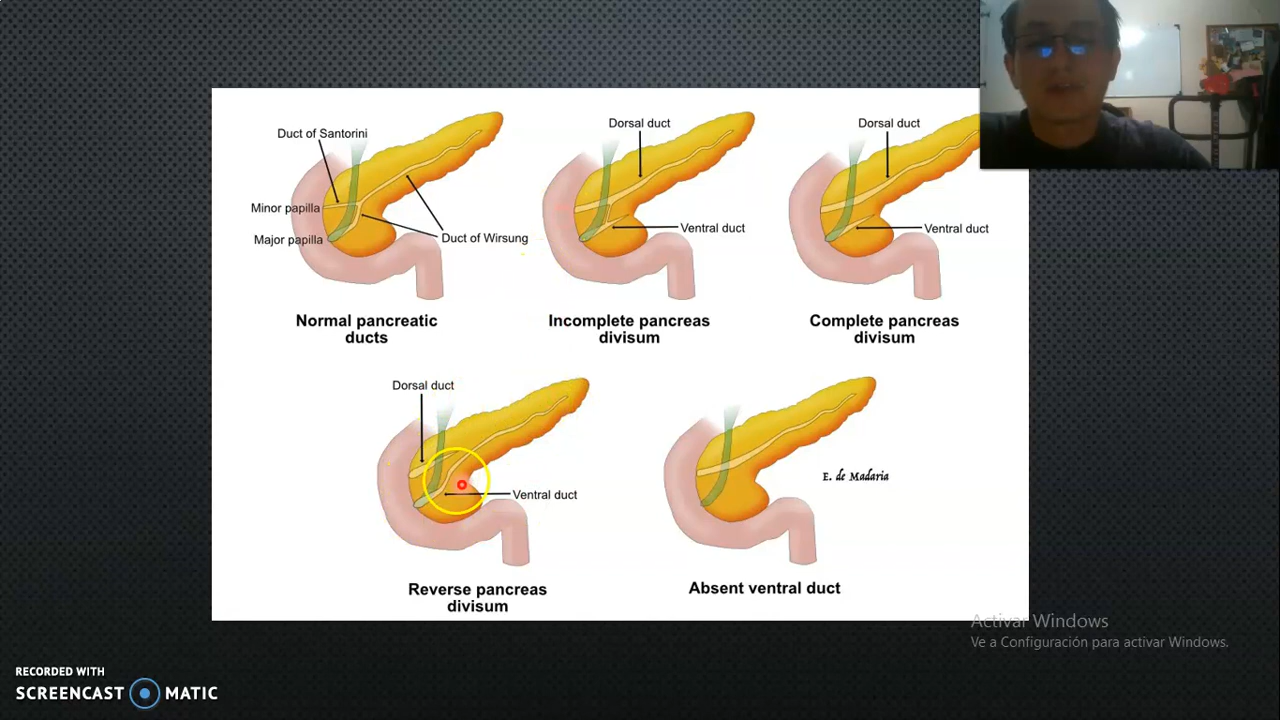 Duct of Santorini
Minor papilla
Major papilla
Duct of Wirsung
Normal pancreatic
ducts
Dorsal duct
Ventral duct
Incomplete pancreas
divisum
Dorsal duct
Ventral duct
Complete pancreas
divisum
Dorsal duct
Ventral duct
Reverse pancreas
divisum
E. de Madaria
Absent ventral duct
Activar Windows
Ve a Configuración para activar Windows.
RECORDED WITH
SCREENCAST MATIC